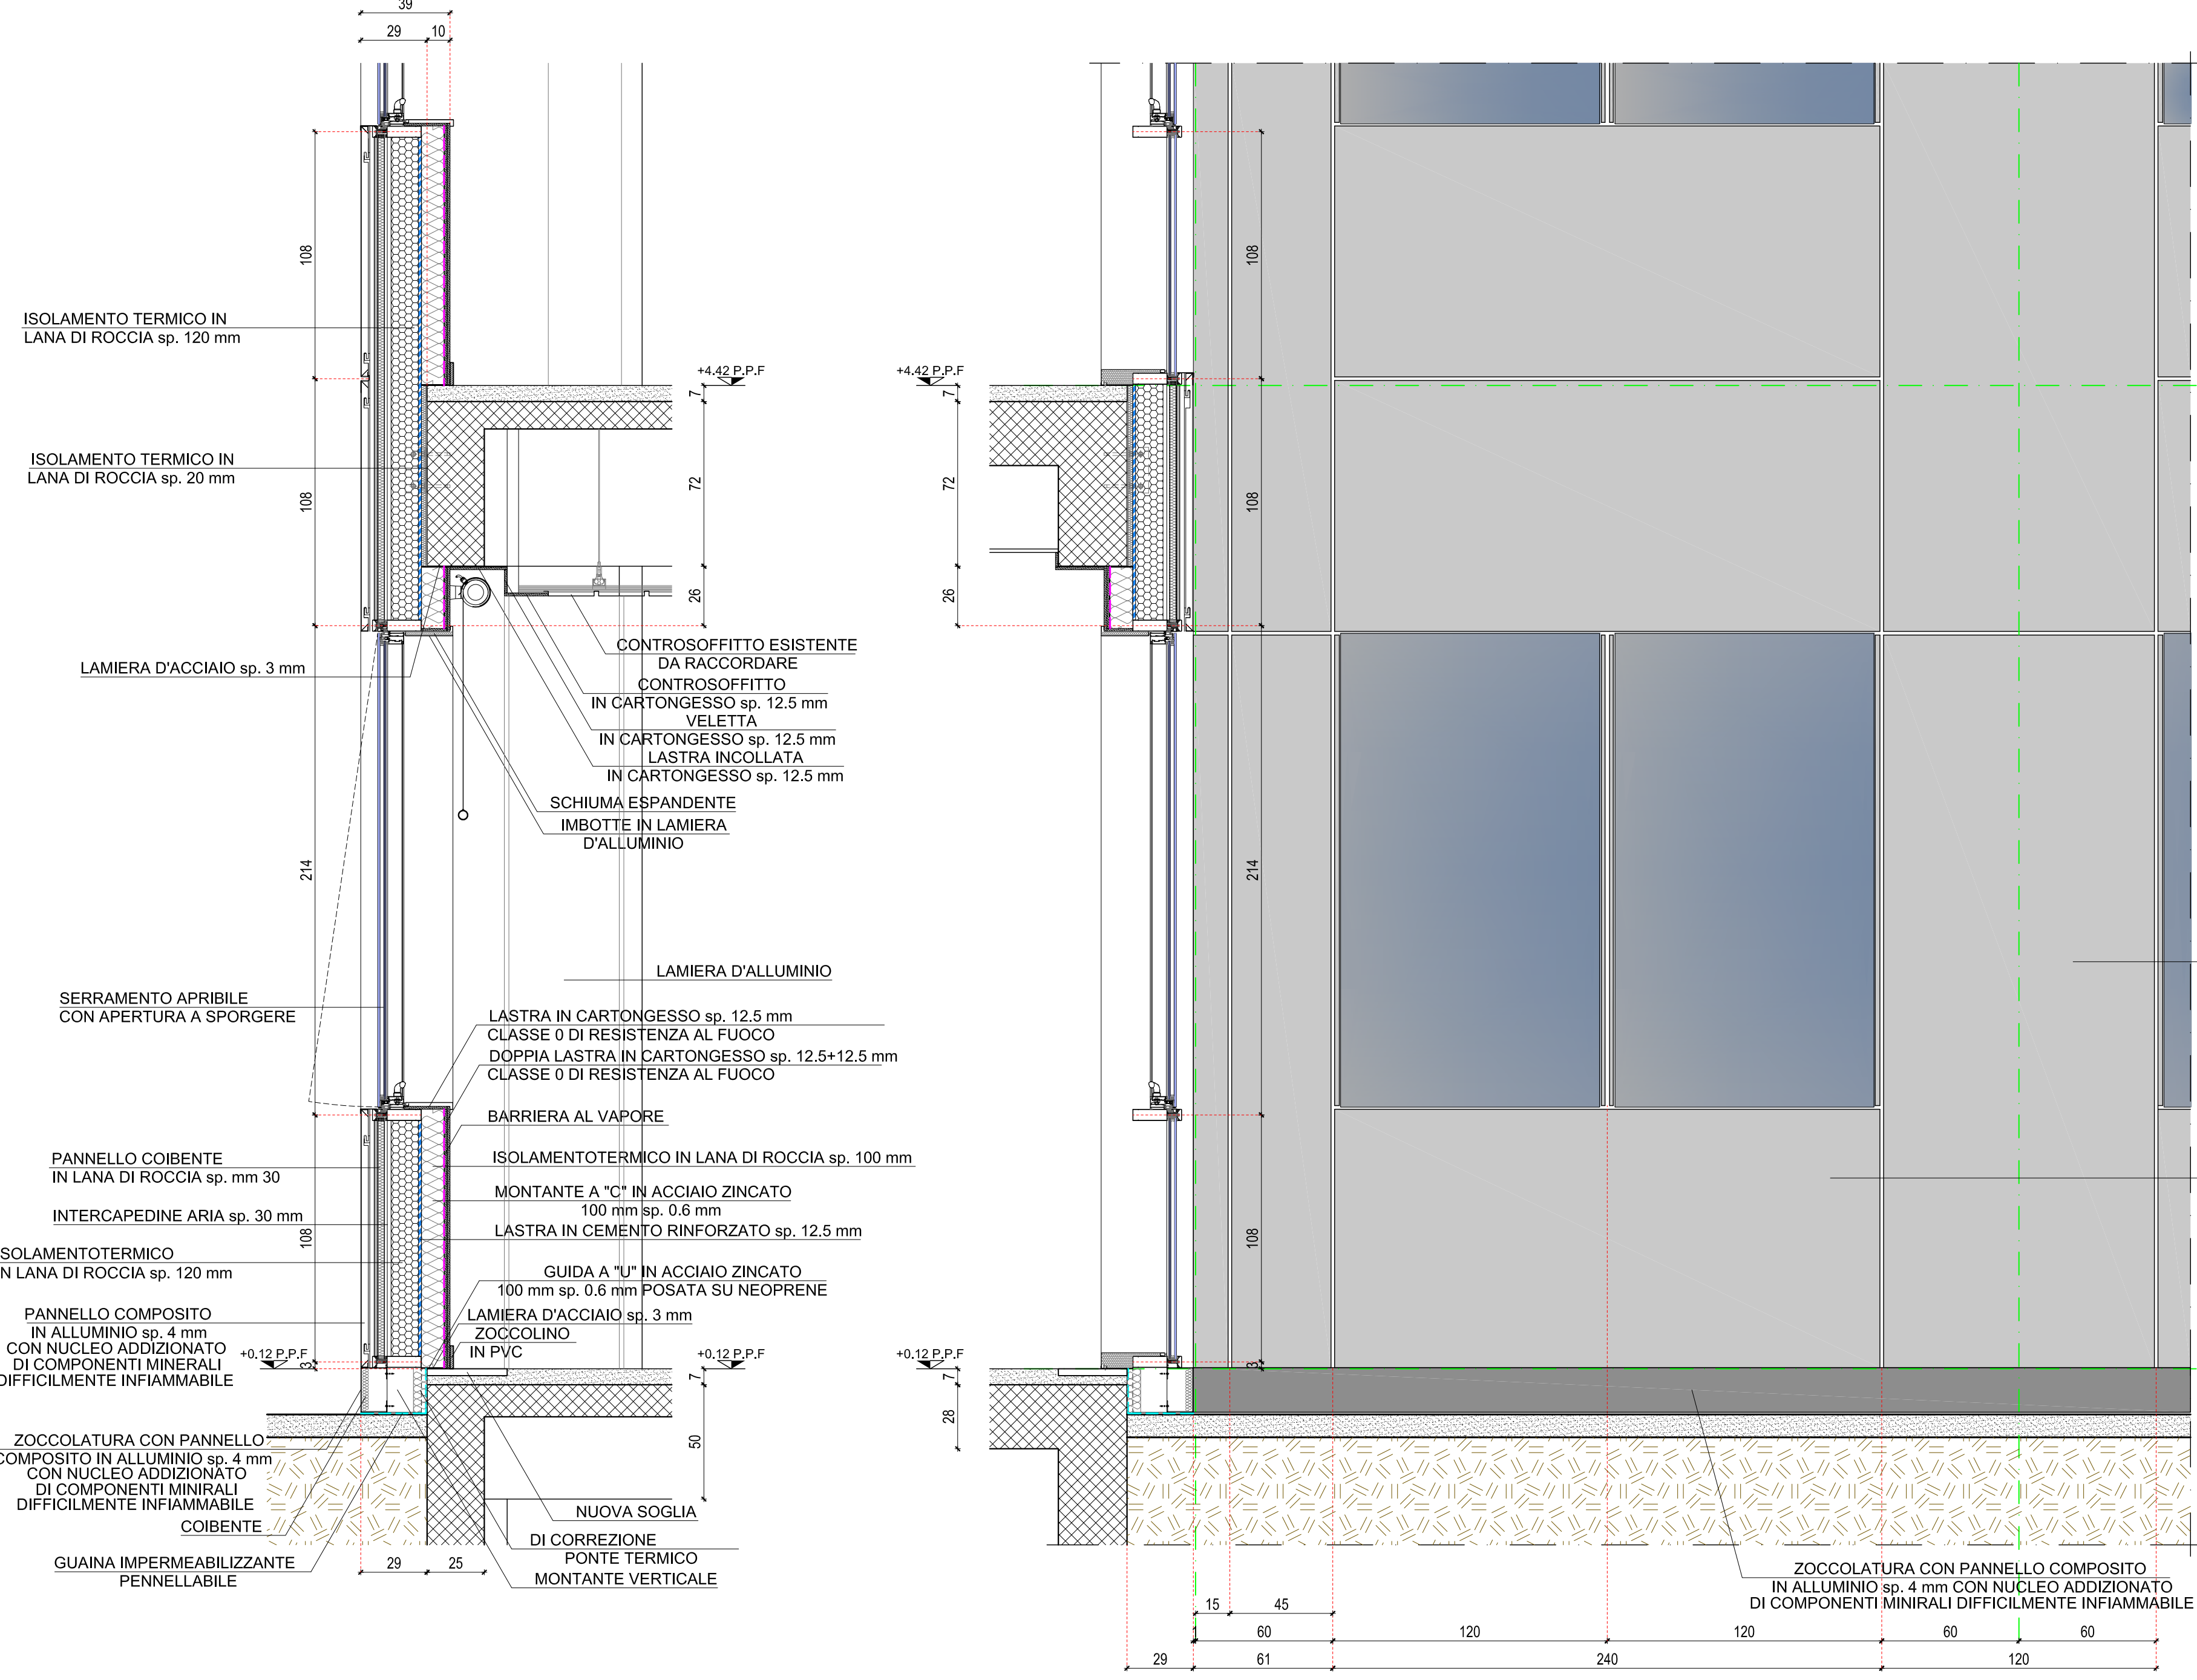 39
29
10
108
ISOLAMENTO TERMICO IN
LANA DI ROCCIA sp. 120 mm
+4.42 P.P.F
7
ISOLAMENTO TERMICO IN
LANA DI ROCCIA sp. 20 mm
108
72
26
LAMIERA D'ACCIAIO sp. 3 mm
CONTROSOFFITTO ESISTENTE
DA RACCORDARE
CONTROSOFFITTO
IN CARTONGESSO sp. 12.5 mm
VELETTA
IN CARTONGESSO sp. 12.5 mm
LASTRA INCOLLATA
IN CARTONGESSO sp. 12.5 mm
SCHIUMA ESPANDENTE
IMBOTTE IN LAMIERA
D'ALLUMINIO
214
LAMIERA D'ALLUMINIO
SERRAMENTO APRIBILE
CON APERTURA A SPORGERE
LASTRA IN CARTONGESSO sp. 12.5 mm
CLASSE 0 DI RESISTENZA AL FUOCO
DOPPIA LASTRA IN CARTONGESSO sp. 12.5+12.5 mm
CLASSE 0 DI RESISTENZA AL FUOCO
BARRIERA AL VAPORE
PANNELLO COIBENTE
IN LANA DI ROCCIA sp. mm 30
ISOLAMENTOTERMICO IN LANA DI ROCCIA sp. 100 mm
MONTANTE A "C" IN ACCIAIO ZINCATO
100 mm sp. 0.6 mm
INTERCAPEDINE ARIA sp. 30 mm
LASTRA IN CEMENTO RINFORZATO sp. 12.5 mm
108
SOLAMENTOTERMICO
N LANA DI ROCCIA sp. 120 mm
GUIDA A "U" IN ACCIAIO ZINCATO
100 mm sp. 0.6 mm POSATA SU NEOPRENE
PANNELLO COMPOSITO
IN ALLUMINIO sp. 4 mm
CON NUCLEO ADDIZIONATO
DI COMPONENTI MINERALI
DIFFICILMENTE INFIAMMABILE
LAMIERA D'ACCIAIO sp. 3 mm
ZOCCOLINO
IN PVC
+0.12 P.P.F
3
+0.12 P.P.F
7
50
ZOCCOLATURA CON PANNELLO
COMPOSITO IN ALLUMINIO sp. 4 mm
CON NUCLEO ADDIZIONATO
DI COMPONENTI MINIRALI
DIFFICILMENTE INFIAMMABILE
COIBENTE
GUAINA IMPERMEABILIZZANTE
PENNELLABILE
NUOVA SOGLIA
DI CORREZIONE
PONTE TERMICO
MONTANTE VERTICALE
29
25
+4.42 P.P.F
7
72
26
108
108
214
108
3
+0.12 P.P.F
7
28
ZOCCOLATURA CON PANNELLO COMPOSITO
IN ALLUMINIO sp. 4 mm CON NUCLEO ADDIZIONATO
DI COMPONENTI MINIRALI DIFFICILMENTE INFIAMMABILE
15
45
1
60
120
120
60
60
29
61
240
120